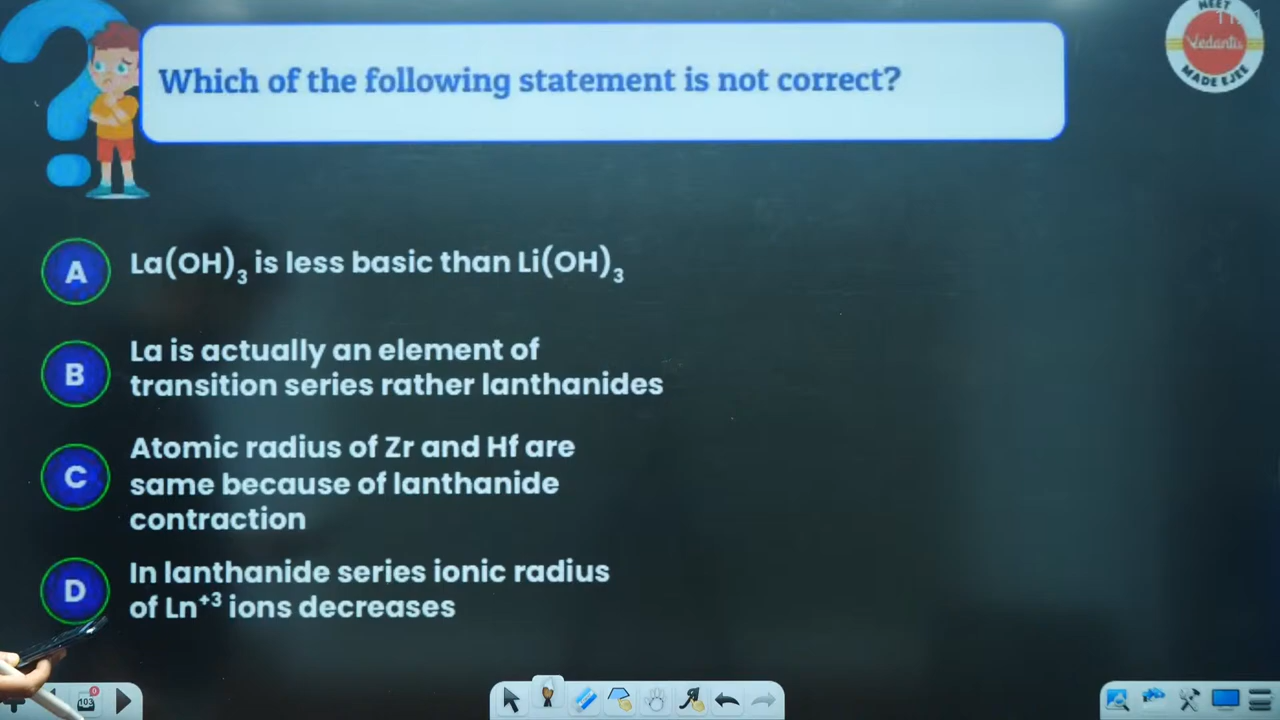 NEET
Vedantu
MADE EJEE
Which of the following statement is not correct?
A
La(OH)₃ is less basic than Li(OH)₃
B
La is actually an element of
transition series rather lanthanides
C
Atomic radius of Zr and Hf are
same because of lanthanide
contraction
D
In lanthanide series ionic radius
of Ln⁺³ ions decreases
103
0